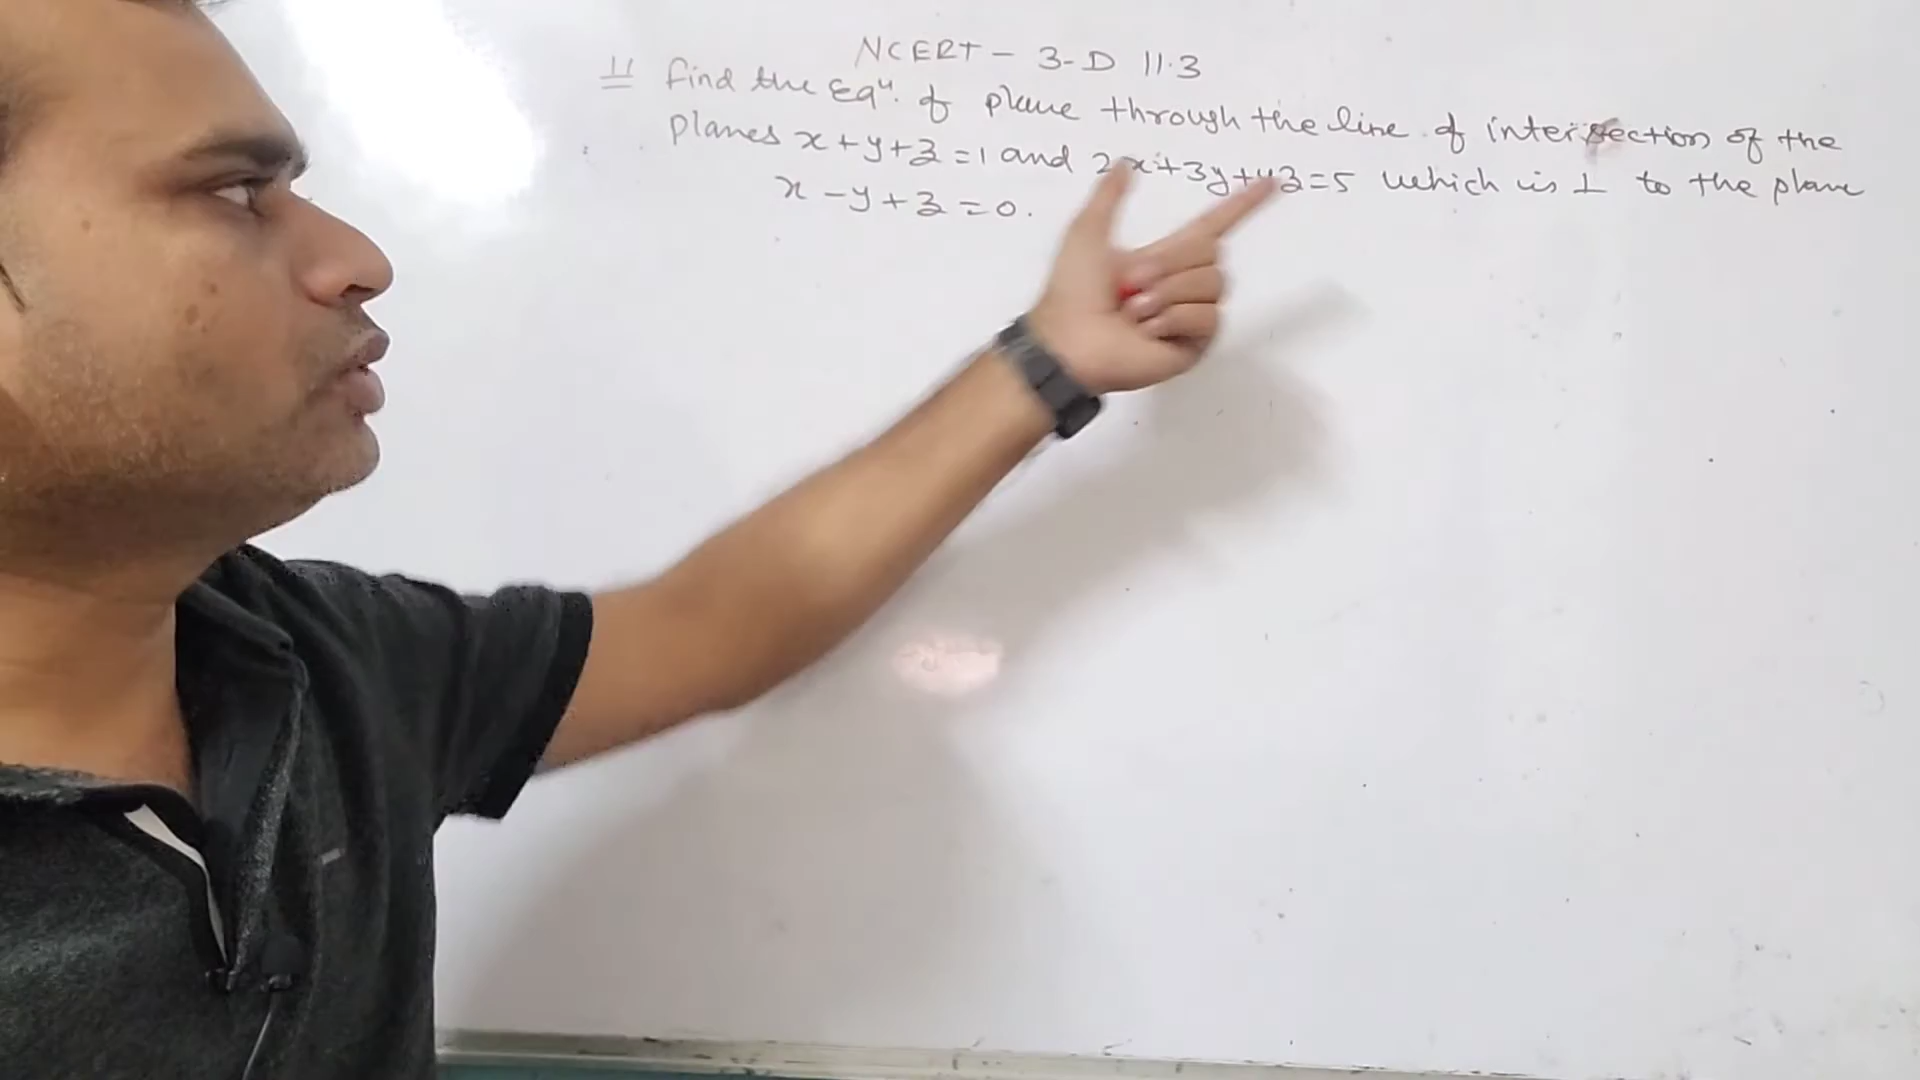 NCERT - 3-D 11.3
11 find the Eqⁿ. of plane through the line of intersection of the
planes x+y+z=1 and 2x+3y+4z=5 which is ⊥ to the plane
x-y+z=0.